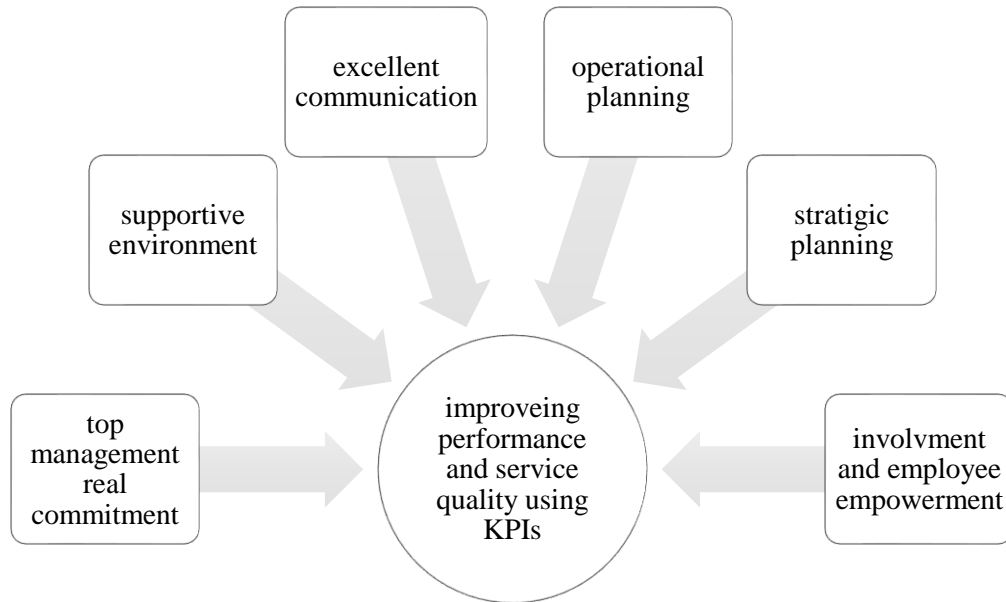 excellent
communication
operational
planning
supportive
environment
stratigic
planning
top
management
real
commitment
improveing
performance
and service
quality using
KPIs
involvment
and employee
empowerment